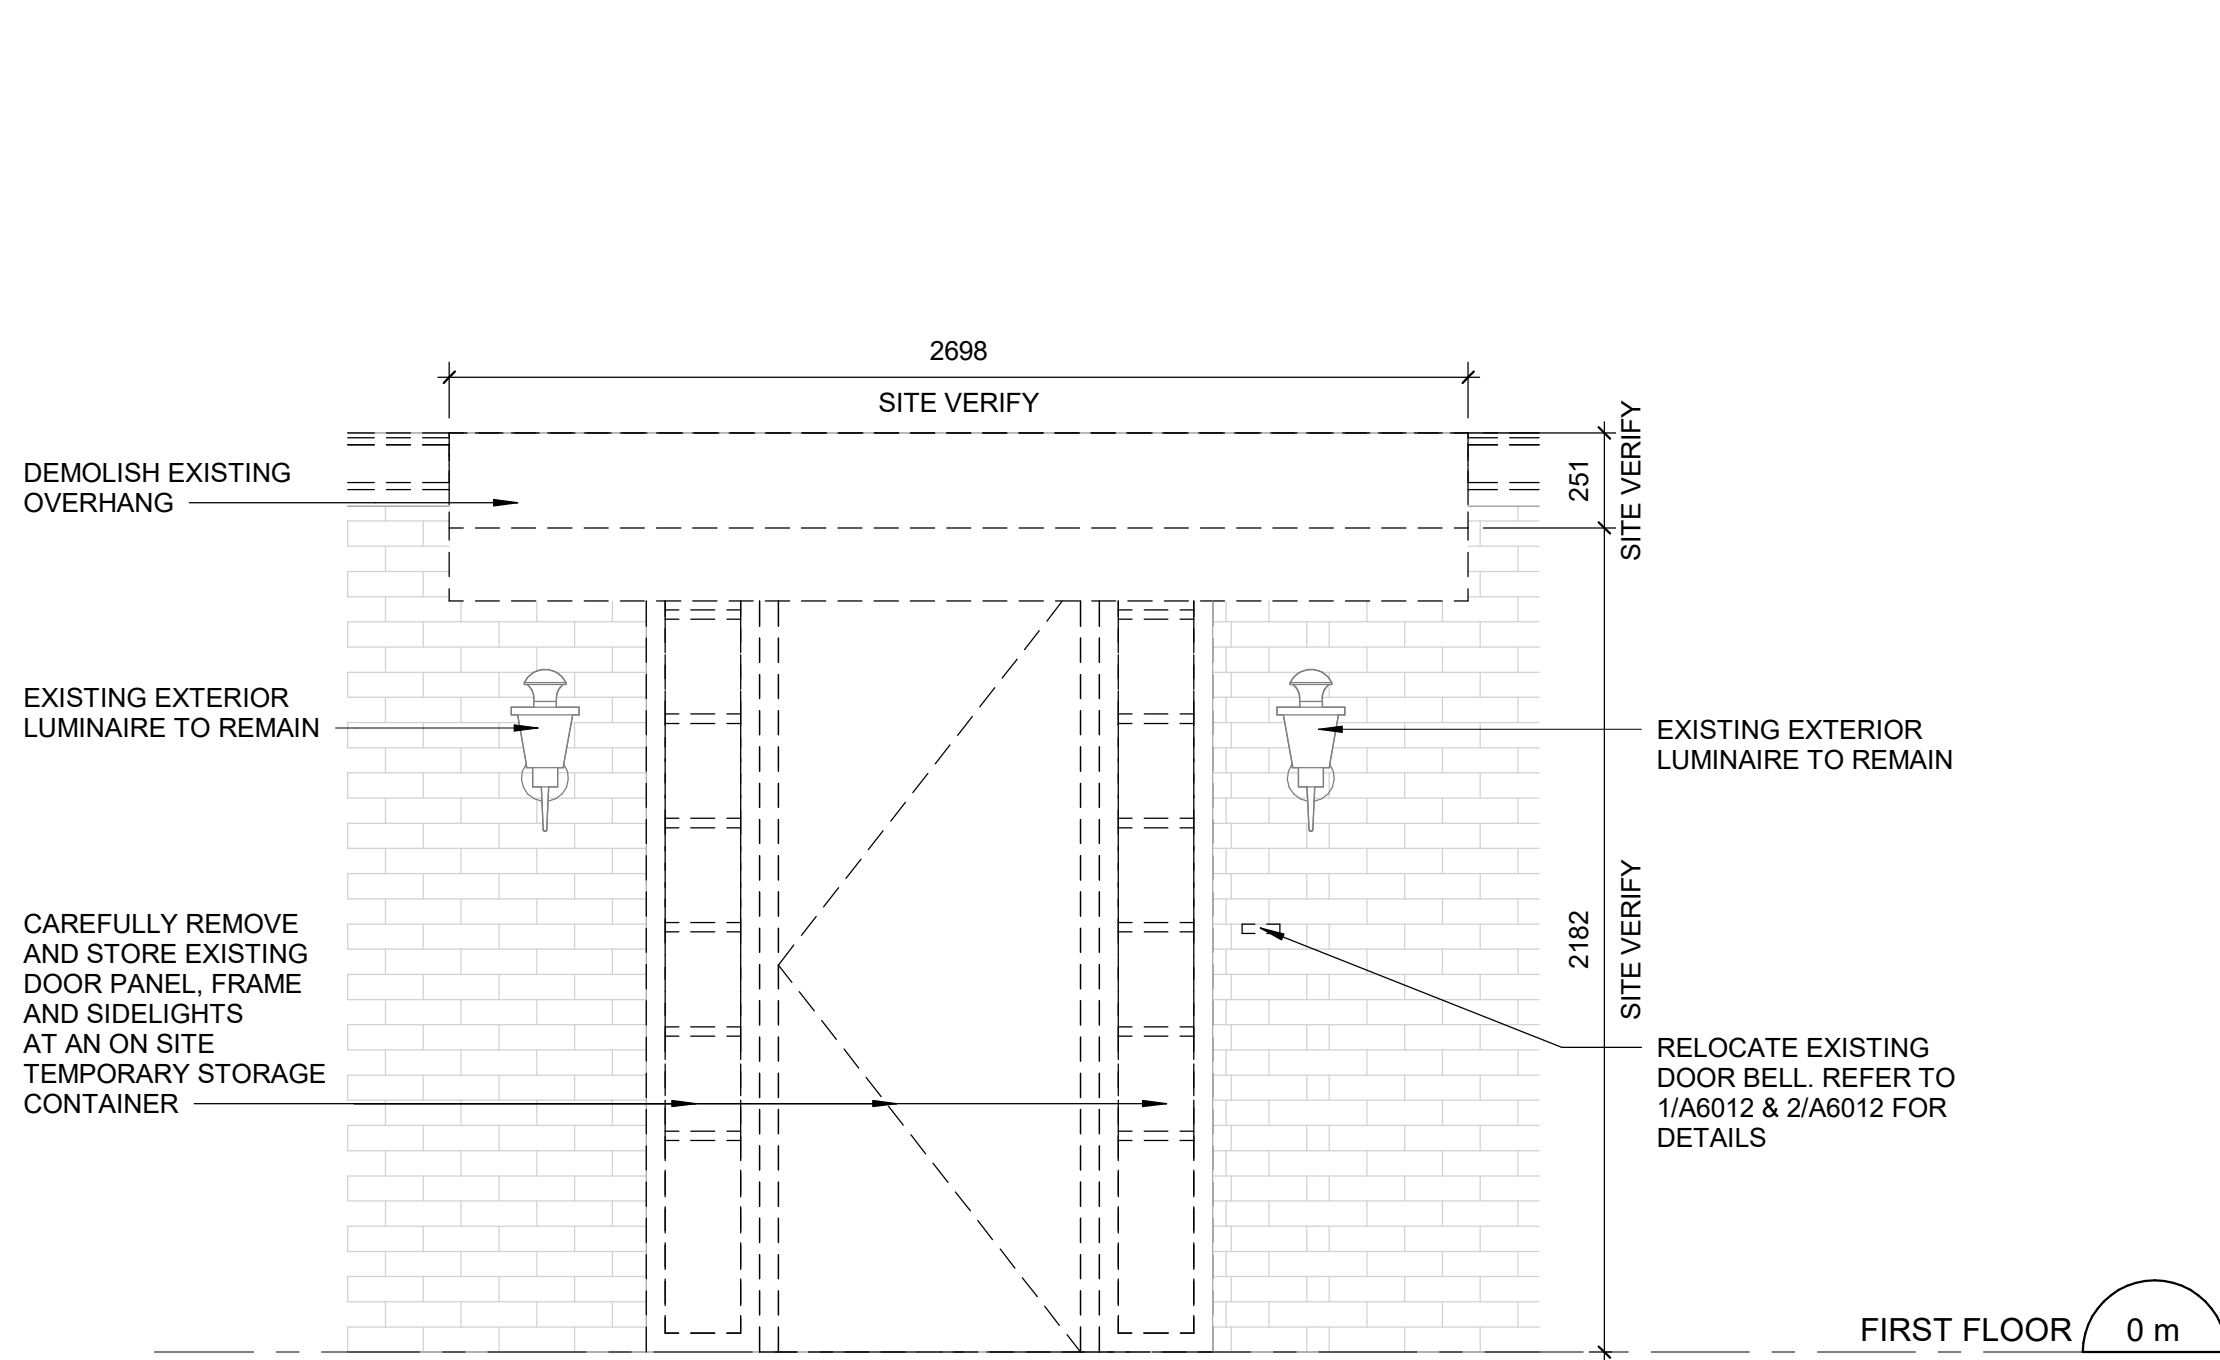 2698
SITE VERIFY
DEMOLISH EXISTING
OVERHANG
251
SITE VERIFY
EXISTING EXTERIOR
LUMINAIRE TO REMAIN
EXISTING EXTERIOR
LUMINAIRE TO REMAIN
CAREFULLY REMOVE
AND STORE EXISTING
DOOR PANEL, FRAME
AND SIDELIGHTS
AT AN ON SITE
TEMPORARY STORAGE
CONTAINER
2182
SITE VERIFY
RELOCATE EXISTING
DOOR BELL. REFER TO
1/A6012 & 2/A6012 FOR
DETAILS
FIRST FLOOR
0 m